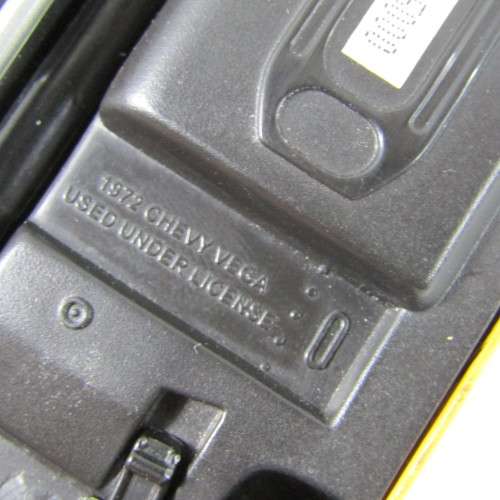 1972 CHEVY VEGA
USED UNDER LICENSE